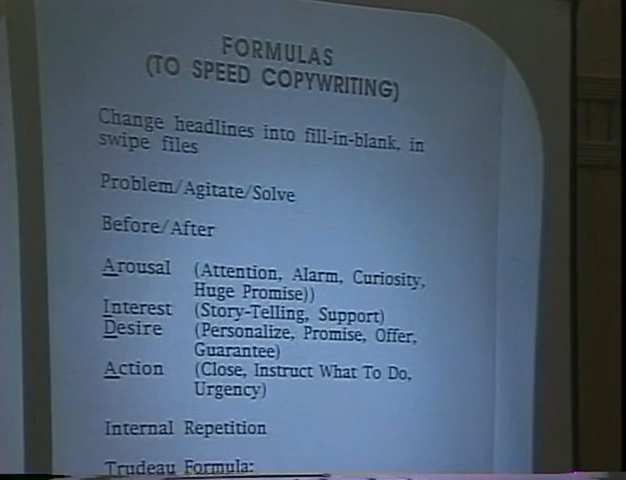 FORMULAS
(TO SPEED COPYWRITING)
Change headlines into fill-in-blank, in
swipe files
Problem/Agitate/Solve
Before/After
Arousal (Attention, Alarm, Curiosity,
Huge Promise))
Interest (Story-Telling, Support)
Desire (Personalize, Promise, Offer,
Guarantee)
Action (Close, Instruct What To Do,
Urgency)
Internal Repetition
Trudeau Formula: